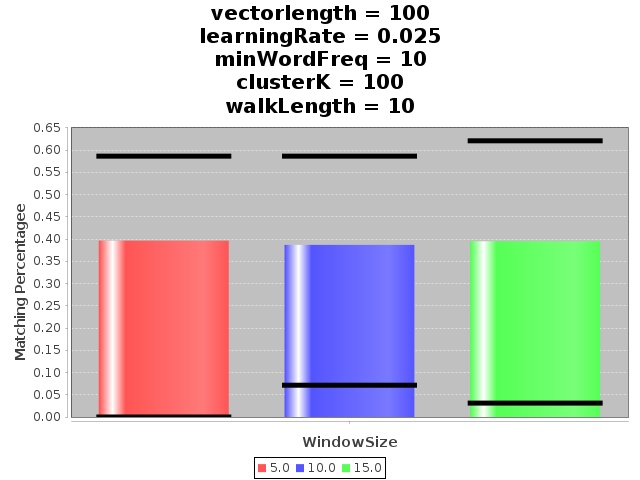 vectorlength = 100
learningRate = 0.025
minWordFreq = 10
clusterK = 100
walkLength = 10
0.65
0.60
0.55
0.50
0.45
0.40
0.35
0.30
0.25
0.20
0.15
0.10
0.05
0.00
Matching Percentagee
WindowSize
5.0 10.0 15.0